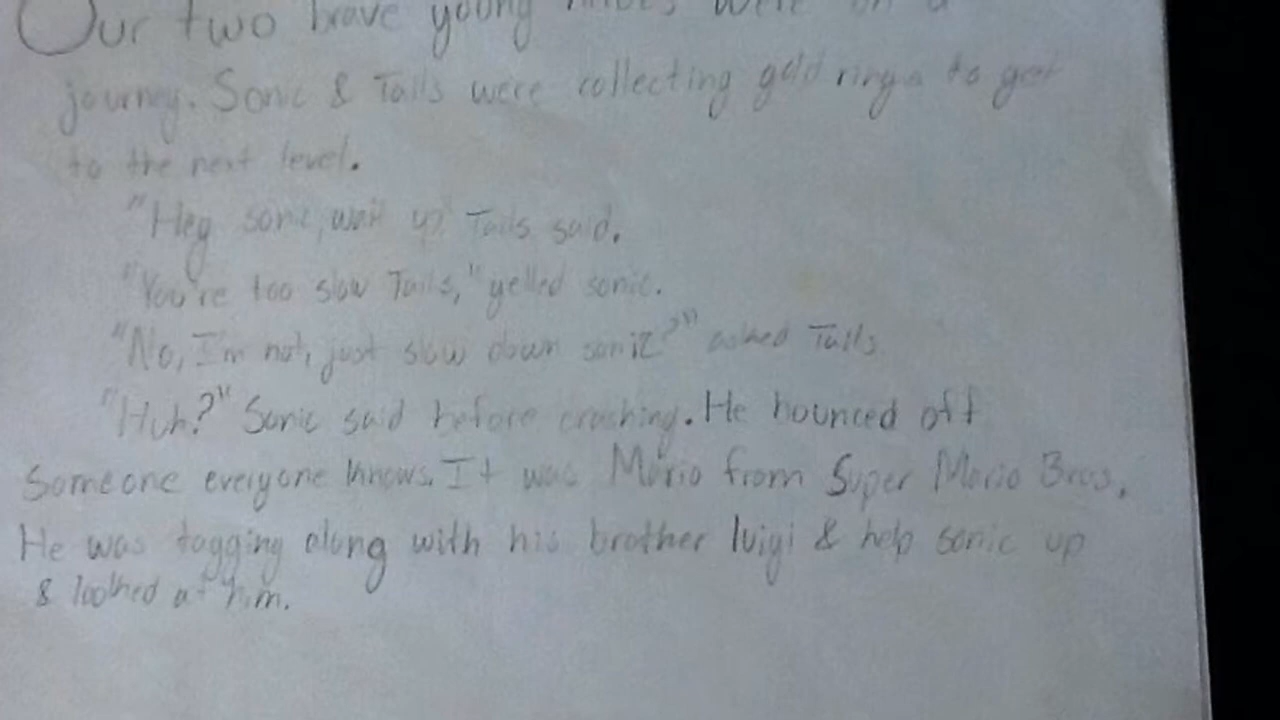 Our two brave young were on a
journey. Sonic & Tails were collecting gold rings to get
to the next level.
"Hey sonic, wait up" Tails said.
"You're too slow Tails," yelled sonic.
"No, I'm not, just slow down sonic?" asked Tails
"Huh?" Sonic said before crashing. He bounced off
Someone everyone knows. It was Mario from Super Mario Bros.
He was tagging along with his brother luigi & help sonic up
& looked at him.